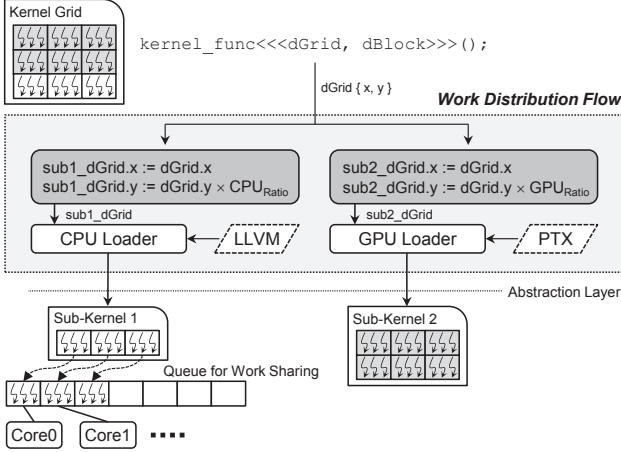 Kernel Grid
kernel_func<<<dGrid, dBlock>>>();
dGrid { x, y }
Work Distribution Flow
sub1_dGrid.x := dGrid.x
sub1_dGrid.y := dGrid.y × CPU_Ratio
sub2_dGrid.x := dGrid.x
sub2_dGrid.y := dGrid.y × GPU_Ratio
sub1_dGrid
sub2_dGrid
CPU Loader
LLVM
GPU Loader
PTX
Abstraction Layer
Sub-Kernel 1
Sub-Kernel 2
Queue for Work Sharing
Core0
Core1